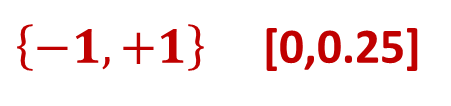 {−1, +1} [0,0.25]